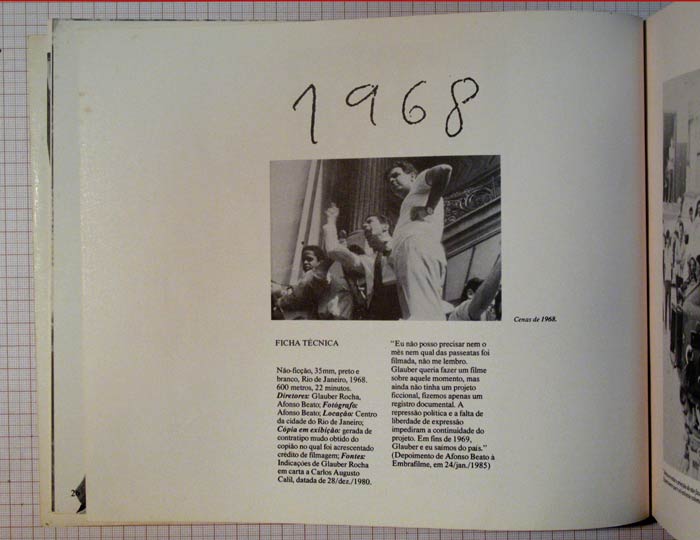 1968
Cenas de 1968.
FICHA TÉCNICA
Não-ficção, 35mm, preto e
branco, Rio de Janeiro, 1968.
600 metros, 22 minutos.
Diretores: Glauber Rocha,
Afonso Beato; Fotógrafo:
Afonso Beato; Locação: Centro
da cidade do Rio de Janeiro;
Cópia em exibição: gerada de
contratipo mudo obtido do
copião no qual foi acrescentado
crédito de filmagem; Fontes:
Indicações de Glauber Rocha
em carta a Carlos Augusto
Calil, datada de 28/dez./1980.
"Eu não posso precisar nem o
mês nem qual das passeatas foi
filmada, não me lembro.
Glauber queria fazer um filme
sobre aquele momento, mas
ainda não tinha um projeto
ficcional, fizemos apenas um
registro documental. A
repressão política e a falta de
liberdade de expressão
impediram a continuidade do
projeto. Em fins de 1969,
Glauber e eu saímos do país."
(Depoimento de Afonso Beato à
Embrafilme, em 24/jan./1985)
26